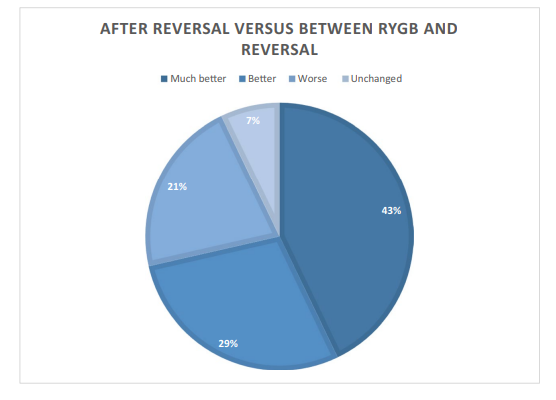 AFTER REVERSAL VERSUS BETWEEN RYGB AND
REVERSAL
Much better Better Worse Unchanged
7%
21%
43%
29%